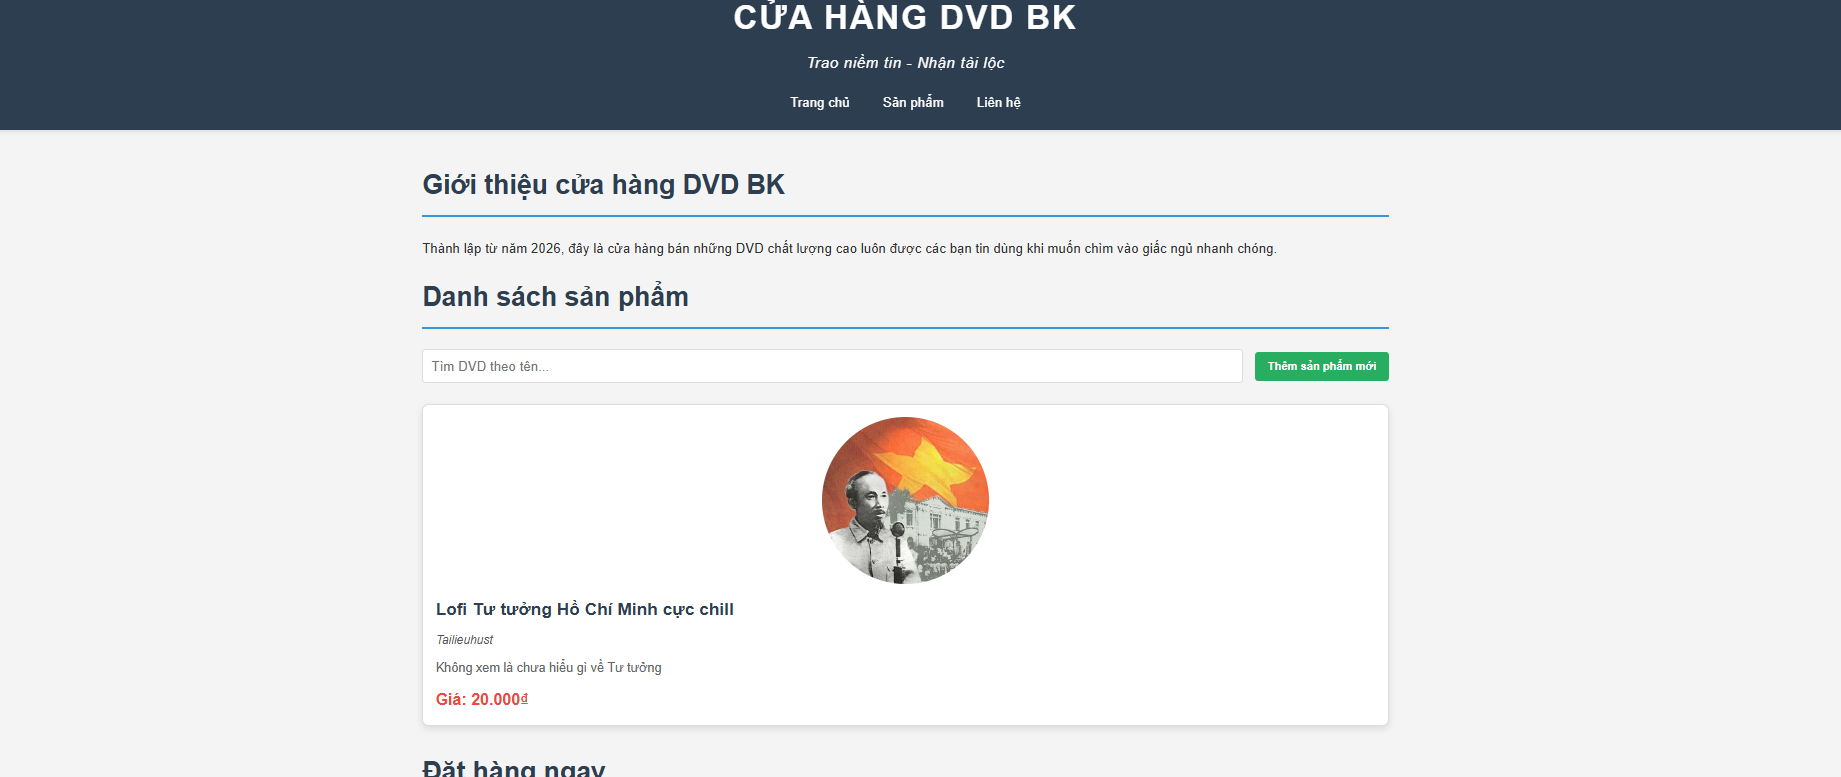 CỬA HÀNG DVD BK
Trao niềm tin - Nhận tài lộc
Trang chủ Sản phẩm Liên hệ
Giới thiệu cửa hàng DVD BK
Thành lập từ năm 2026, đây là cửa hàng bán những DVD chất lượng cao luôn được các bạn tin dùng khi muốn chìm vào giấc ngủ nhanh chóng.
Danh sách sản phẩm
Tìm DVD theo tên...
Thêm sản phẩm mới
Lofi Tư tưởng Hồ Chí Minh cực chill
Tailieuhust
Không xem là chưa hiểu gì về Tư tưởng
Giá: 20.000₫
Đặt hàng ngay